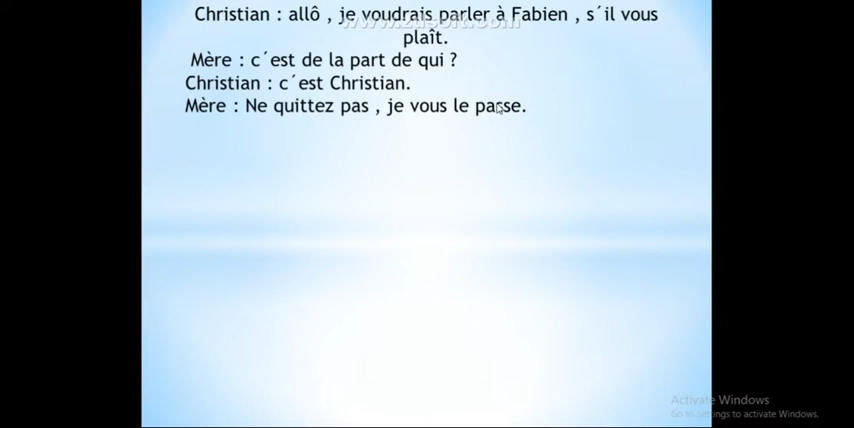 Christian : allô , je voudrais parler à Fabien , s´il vous
plaît.
Mère : c´est de la part de qui ?
Christian : c´est Christian.
Mère : Ne quittez pas , je vous le passe.
Activate Windows
Go to Settings to activate Windows.